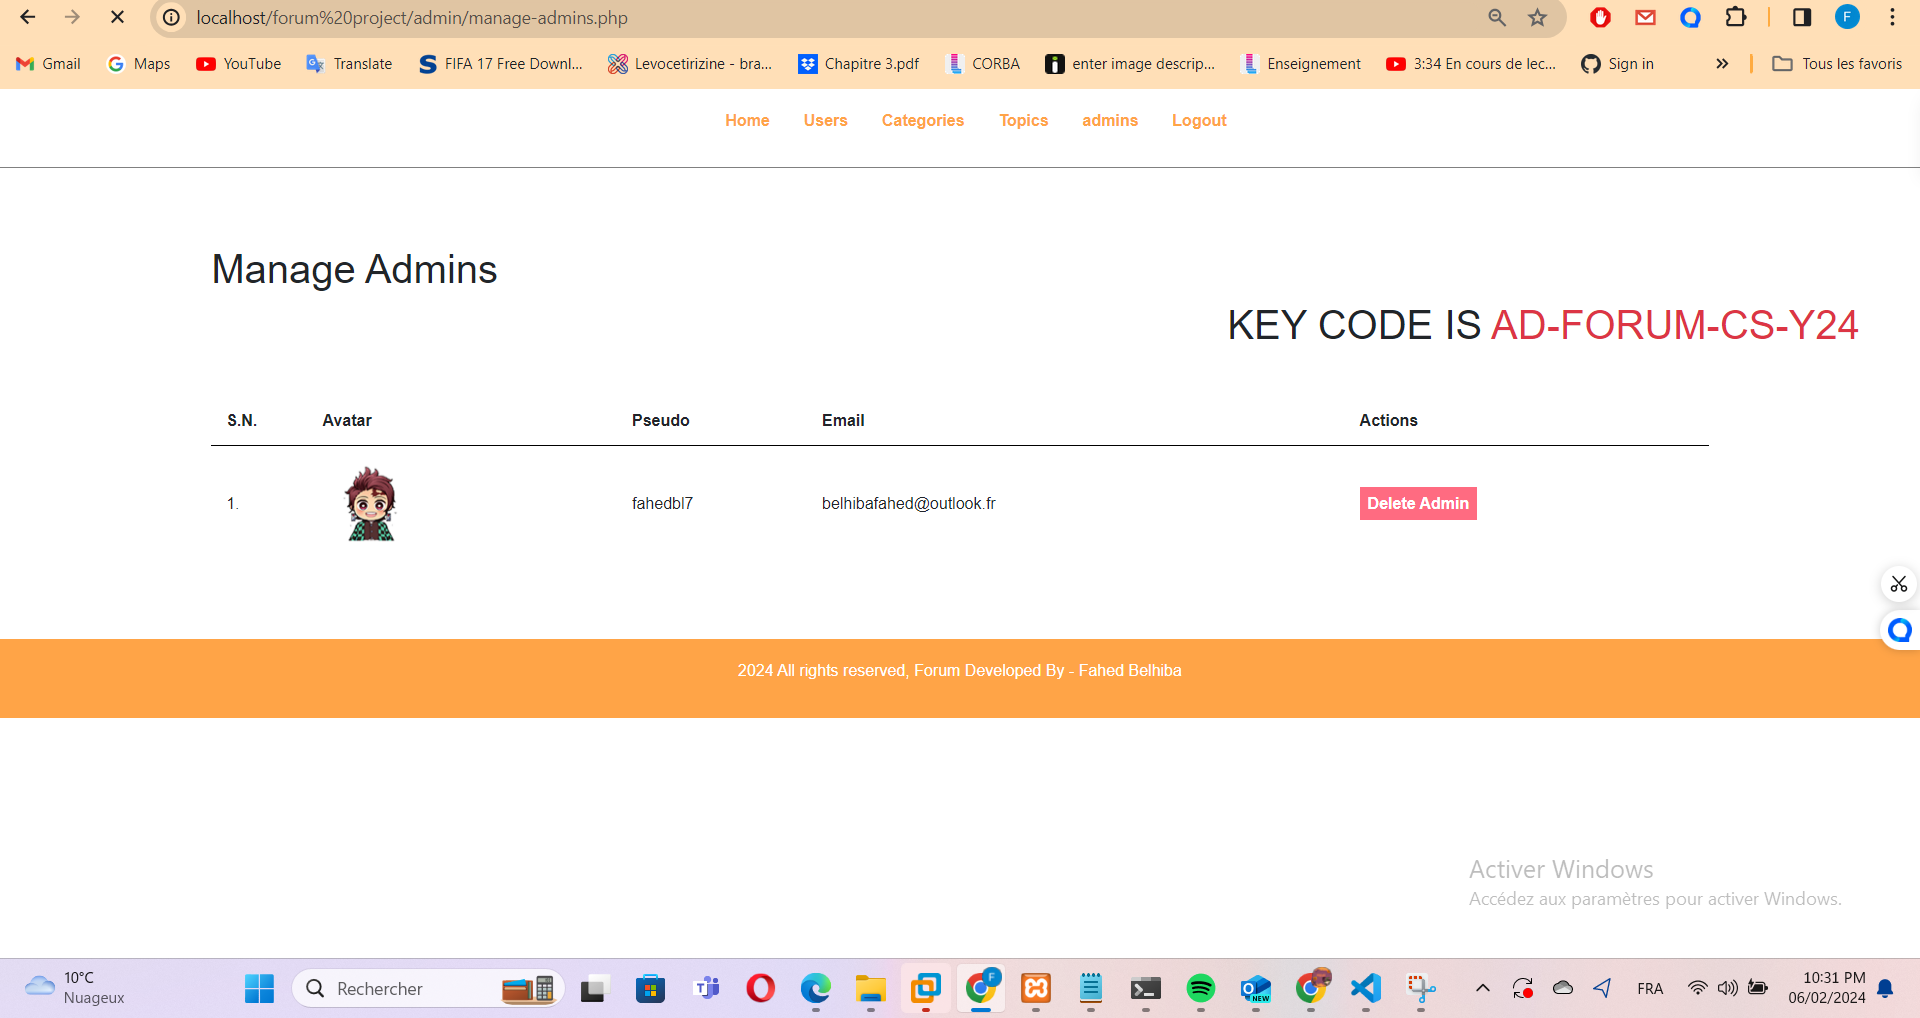 localhost/forum%20project/admin/manage-admins.php
F
Gmail Maps YouTube Translate FIFA 17 Free Downl... Levocetirizine - bra... Chapitre 3.pdf CORBA enter image descrip... Enseignement 3:34 En cours de lec... Sign in » Tous les favoris
Home Users Categories Topics admins Logout
Manage Admins
KEY CODE IS AD-FORUM-CS-Y24
S.N. Avatar Pseudo Email Actions
1. fahedbl7 belhibafahed@outlook.fr Delete Admin
2024 All rights reserved, Forum Developed By - Fahed Belhiba
Activer Windows
Accédez aux paramètres pour activer Windows.
10°C
Nuageux
Rechercher
NEW
F
FRA
10:31 PM
06/02/2024